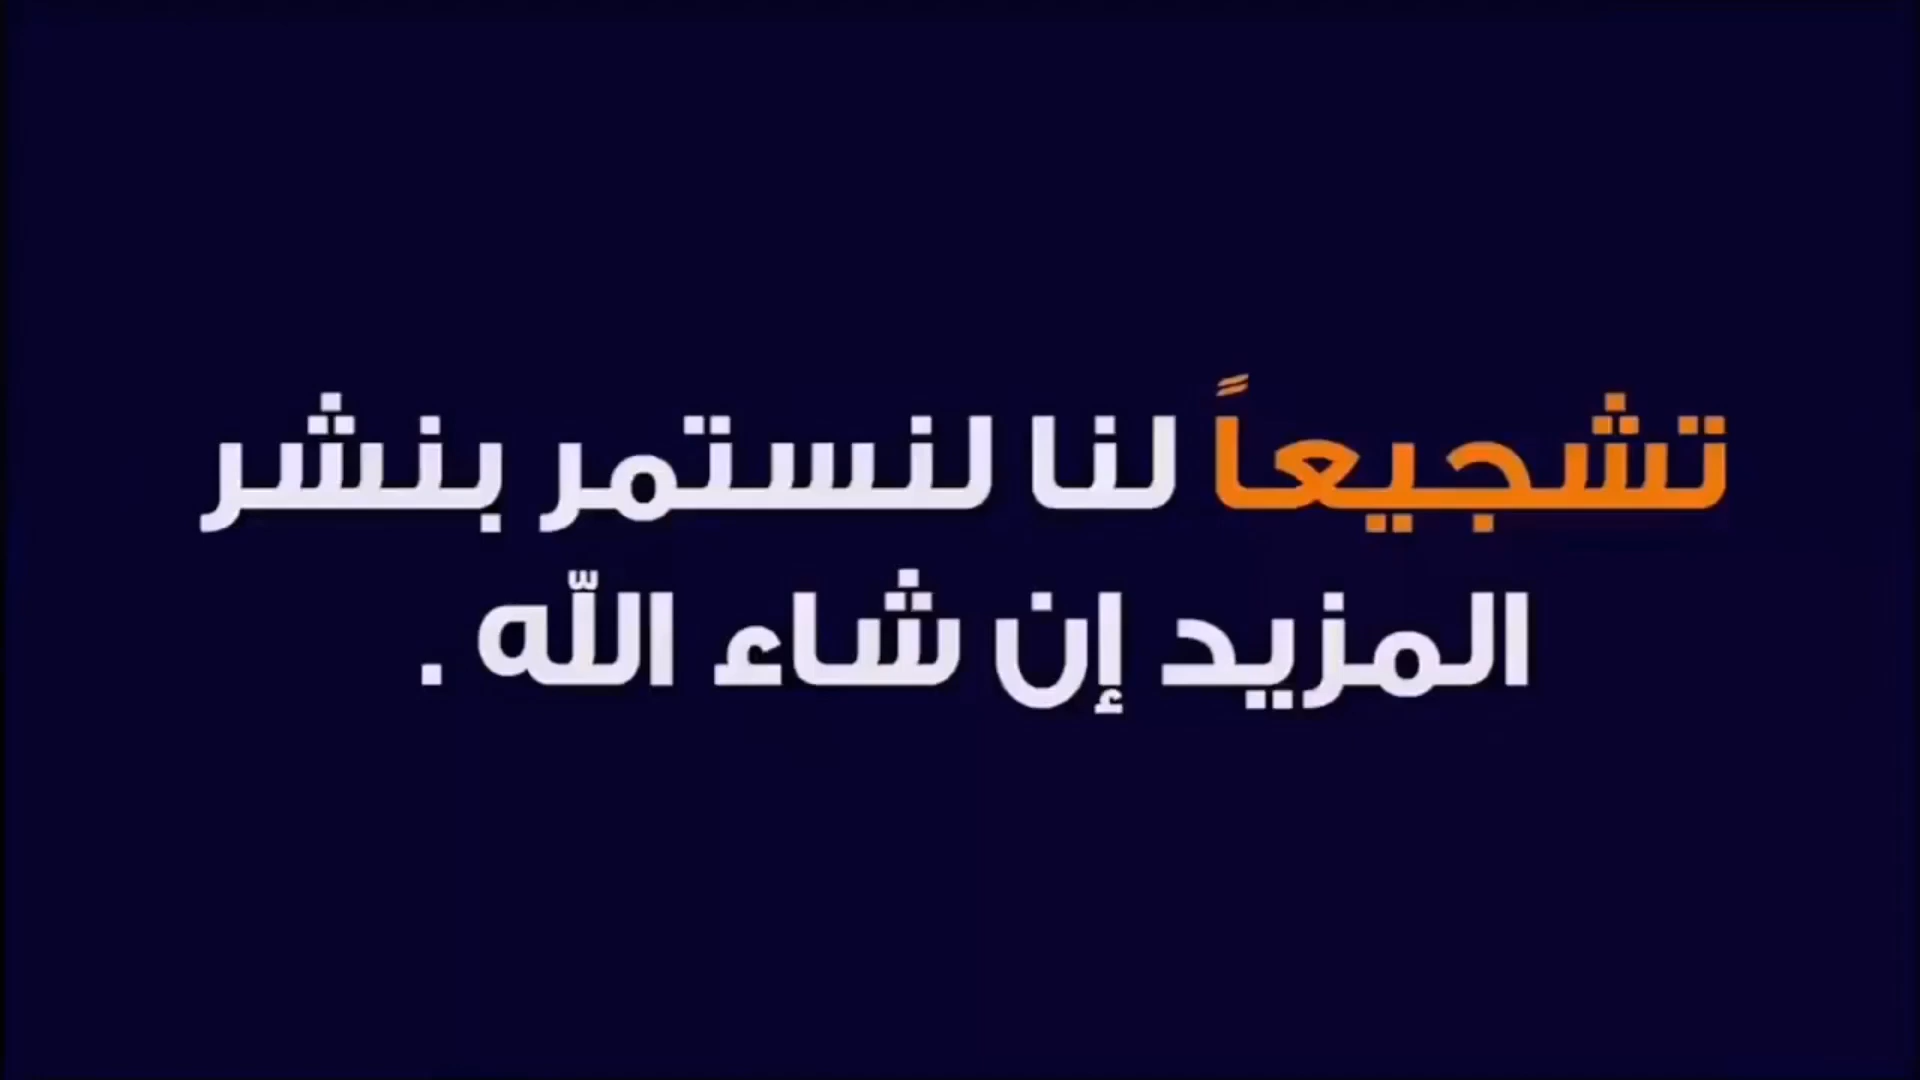 تشجيعاً لنا لنستمر بنشر
المزيد إن شاء اللّه .